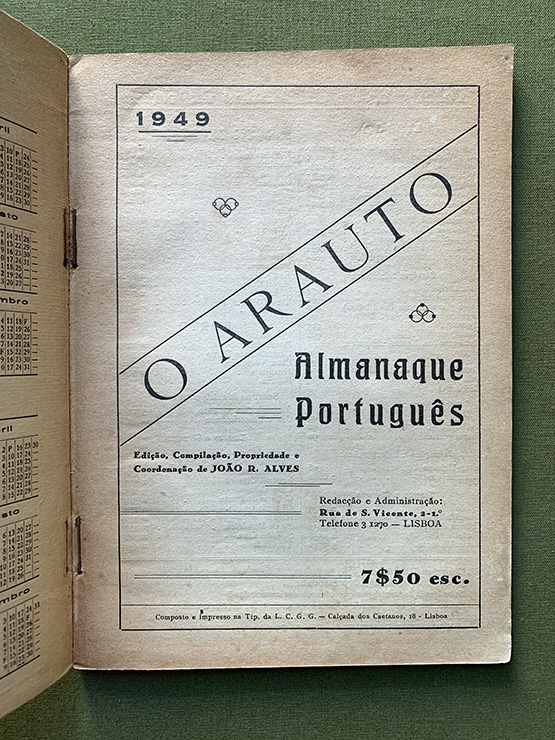 1949
O ARAUTO
Almanaque
Português
Edição, Compilação, Propriedade e
Coordenação de JOÃO R. ALVES
Redacção e Administração:
Rua de S. Vicente, 2-1.º
Telefone 3 1270 — LISBOA
7$50 esc.
Composto e impresso na Tip. da L. C. G. G. — Calçada dos Caetanos, 18 - Lisboa